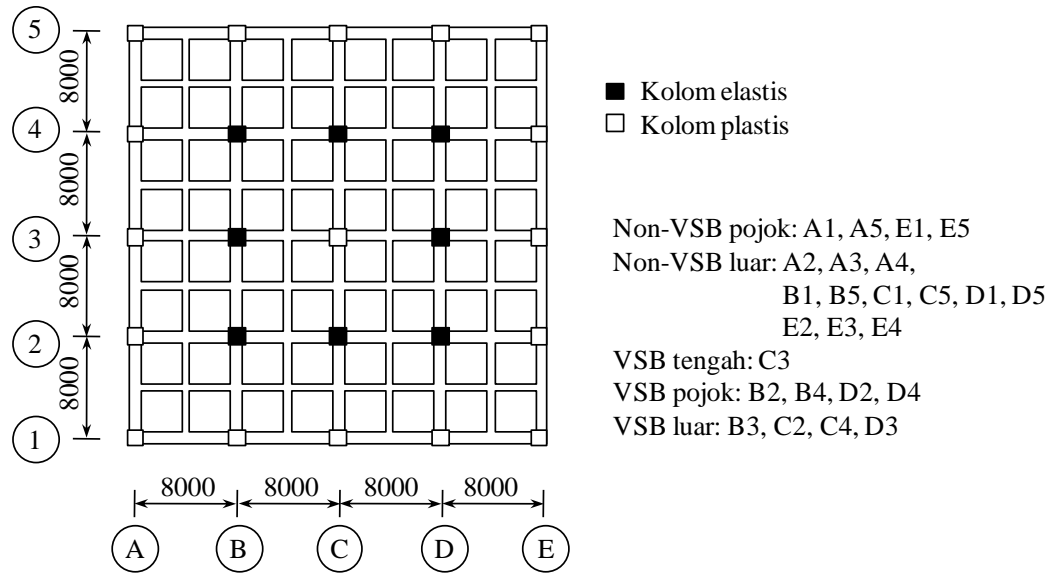 5
8000
4
8000
3
8000
2
8000
1
8000 8000 8000 8000
A B C D E
Kolom elastis
Kolom plastis
Non-VSB pojok: A1, A5, E1, E5
Non-VSB luar: A2, A3, A4,
B1, B5, C1, C5, D1, D5
E2, E3, E4
VSB tengah: C3
VSB pojok: B2, B4, D2, D4
VSB luar: B3, C2, C4, D3